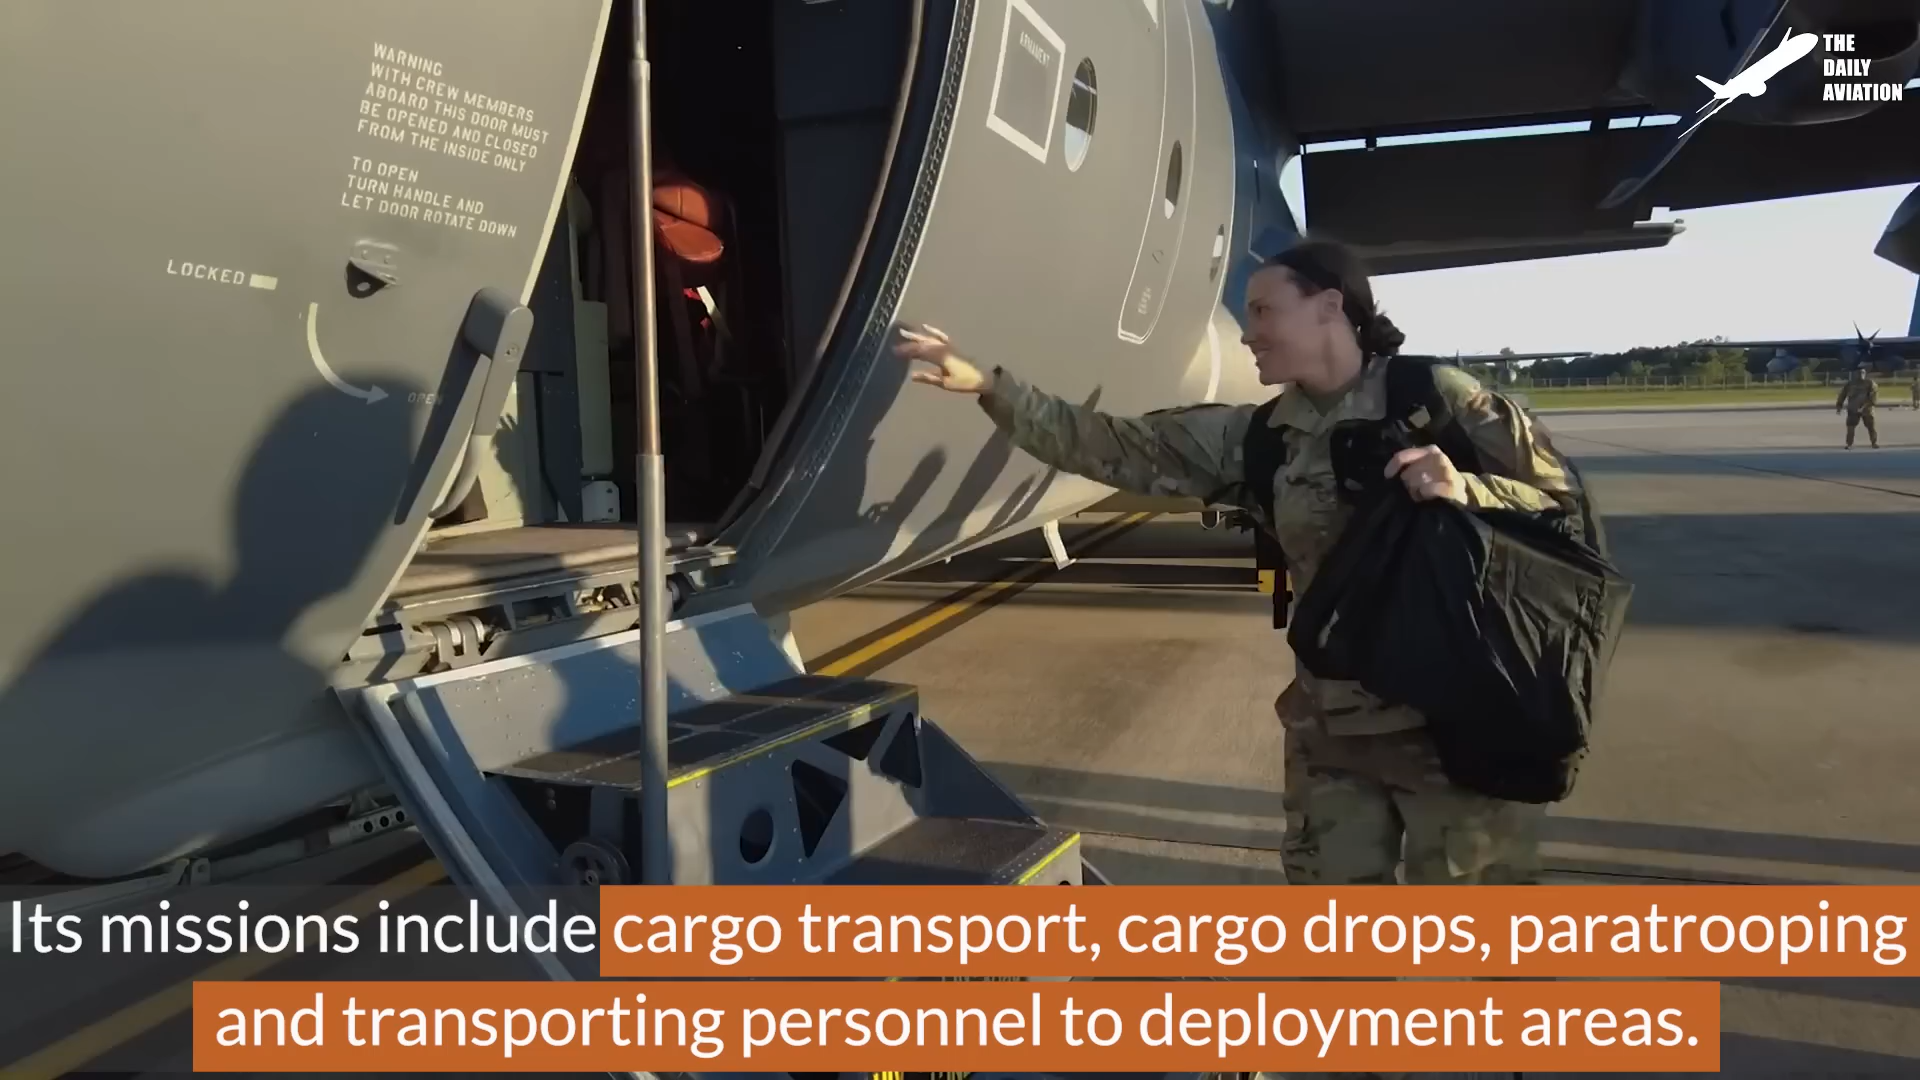 WARNING
WITH CREW MEMBERS
ABOARD THIS DOOR MUST
BE OPENED AND CLOSED
FROM THE INSIDE ONLY
TO OPEN
TURN HANDLE AND
LET DOOR ROTATE DOWN
LOCKED
OPEN
ARMAMENT
THE
DAILY
AVIATION
Its missions include cargo transport, cargo drops, paratrooping
and transporting personnel to deployment areas.